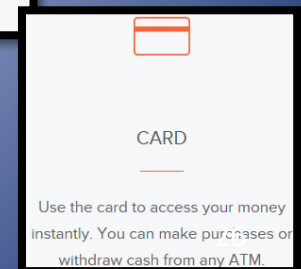 CARD
Use the card to access your money
instantly. You can make purchases or
withdraw cash from any ATM.
26